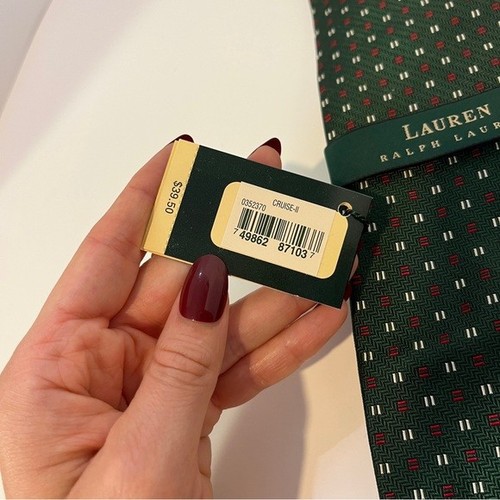 LAUREN
RALPH LAUR
$39.50
0352370 CRUISE-II
7 49862 87103 7